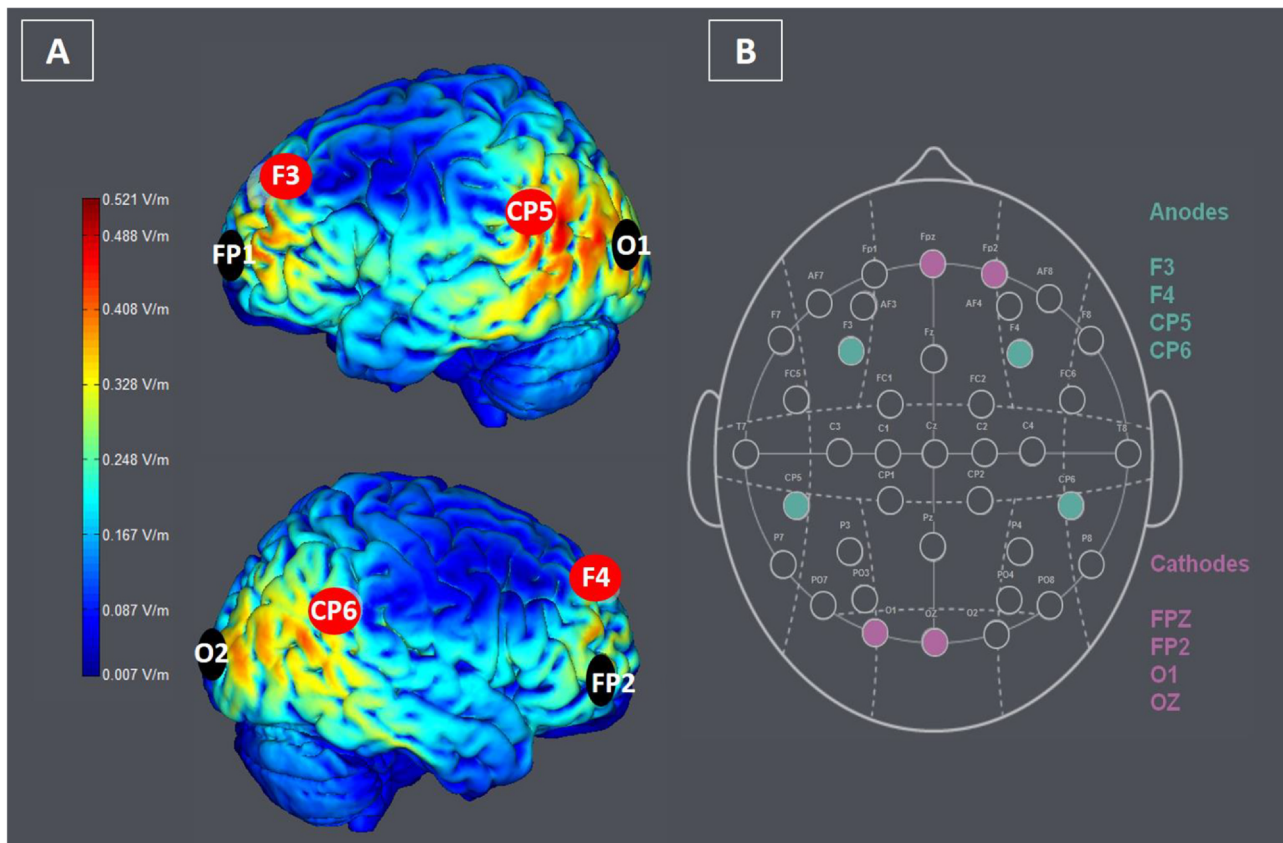 A
0.521 V/m
0.488 V/m
0.408 V/m
0.328 V/m
0.248 V/m
0.167 V/m
0.087 V/m
0.007 V/m
F3
CP5
FP1
O1
F4
CP6
O2
FP2
B
Fpz
Fp1
Fp2
AF7
AF8
AF3
AF4
F7
F3
Fz
F4
F8
FC5
FC1
FC2
FC6
T7
C3
C1
Cz
C2
C4
T8
CP5
CP1
CP2
CP6
P7
P3
Pz
P4
P8
PO7
PO3
PO4
PO8
O1
OZ
O2
Anodes
F3
F4
CP5
CP6
Cathodes
FPZ
FP2
O1
OZ